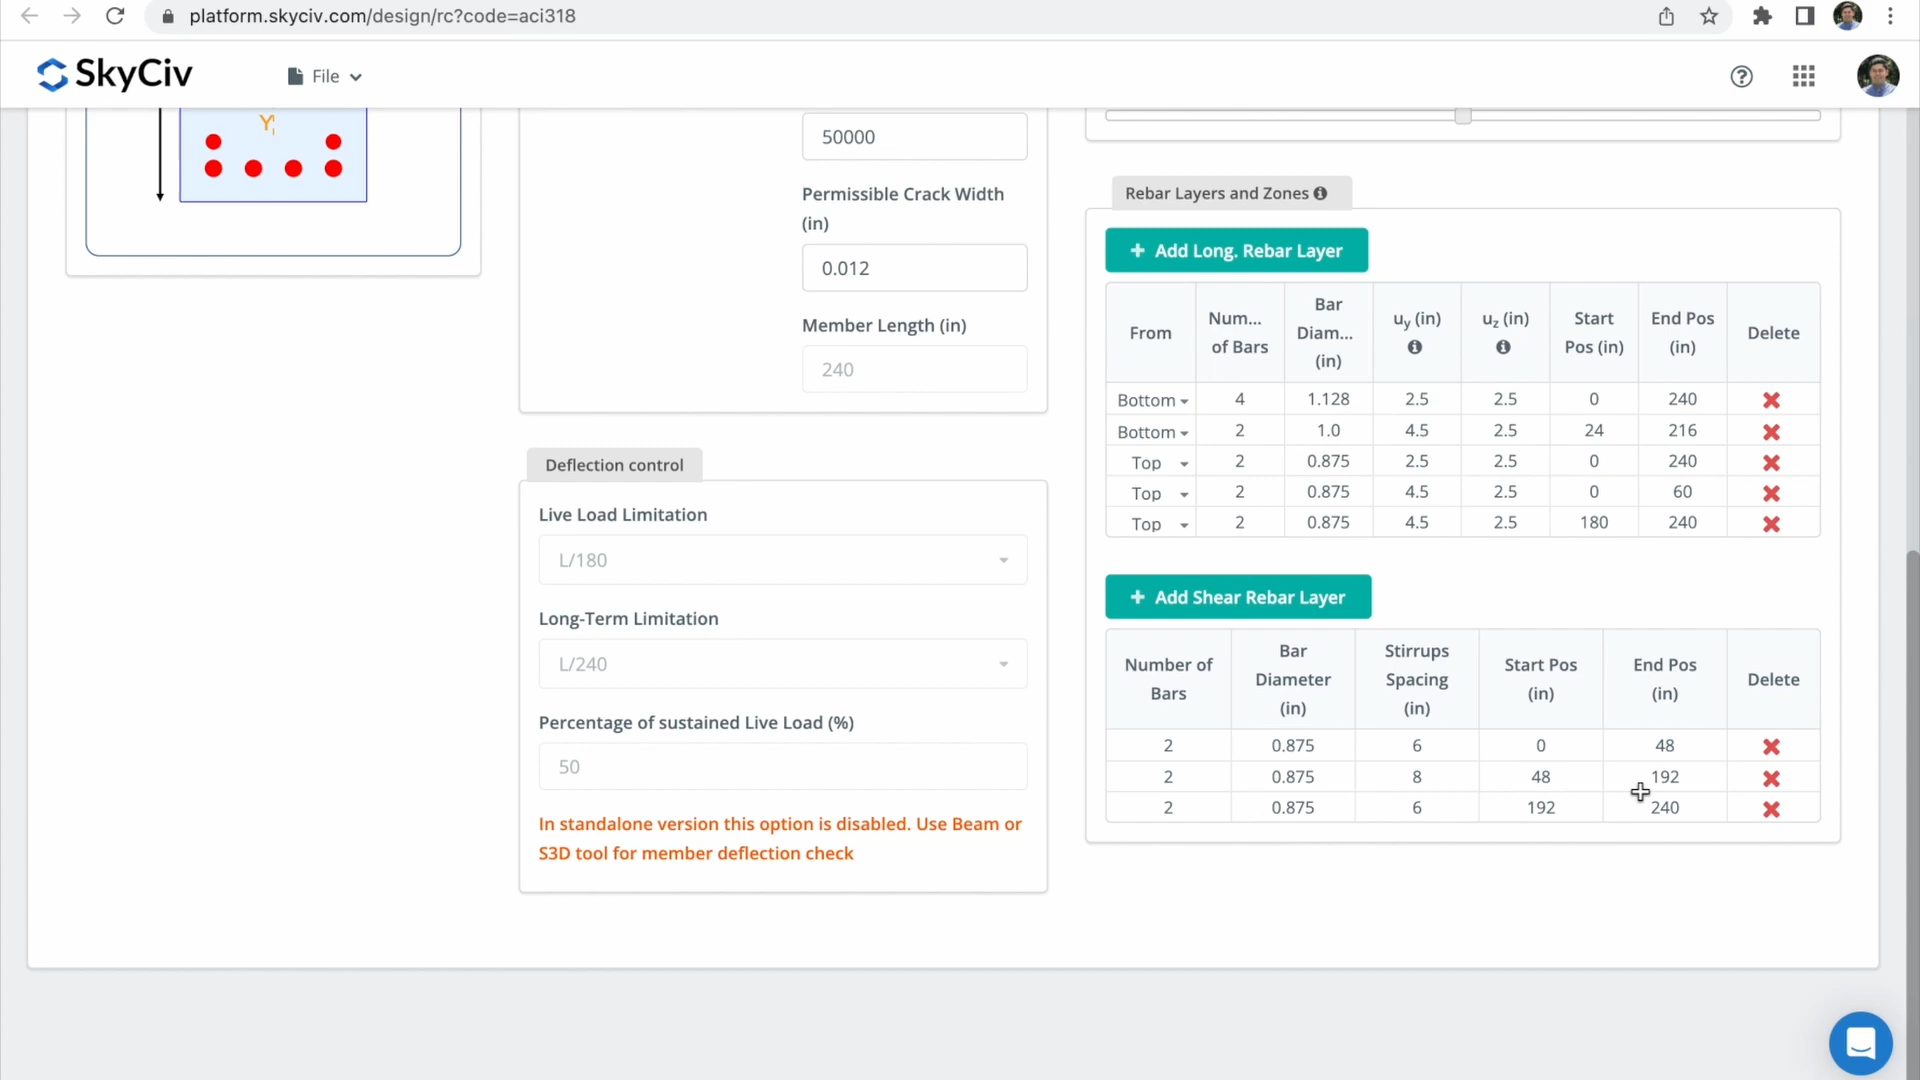 platform.skyciv.com/design/rc?code=aci318
SkyCiv
File
Y
50000
Permissible Crack Width
(in)
0.012
Member Length (in)
240
Deflection control
Live Load Limitation
L/180
Long-Term Limitation
L/240
Percentage of sustained Live Load (%)
50
In standalone version this option is disabled. Use Beam or
S3D tool for member deflection check
Rebar Layers and Zones
+ Add Long. Rebar Layer
From Num... of Bars Bar Diam... (in) uy (in) uz (in) Start Pos (in) End Pos (in) Delete
Bottom 4 1.128 2.5 2.5 0 240
Bottom 2 1.0 4.5 2.5 24 216
Top 2 0.875 2.5 2.5 0 240
Top 2 0.875 4.5 2.5 0 60
Top 2 0.875 4.5 2.5 180 240
+ Add Shear Rebar Layer
Number of Bars Bar Diameter (in) Stirrups Spacing (in) Start Pos (in) End Pos (in) Delete
2 0.875 6 0 48
2 0.875 8 48 192
2 0.875 6 192 240